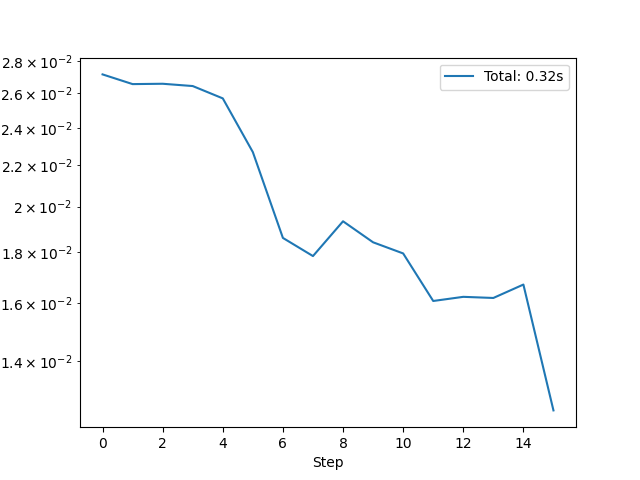 2.8 × 10⁻²
2.6 × 10⁻²
2.4 × 10⁻²
2.2 × 10⁻²
2 × 10⁻²
1.8 × 10⁻²
1.6 × 10⁻²
1.4 × 10⁻²
Total: 0.32s
0 2 4 6 8 10 12 14
Step